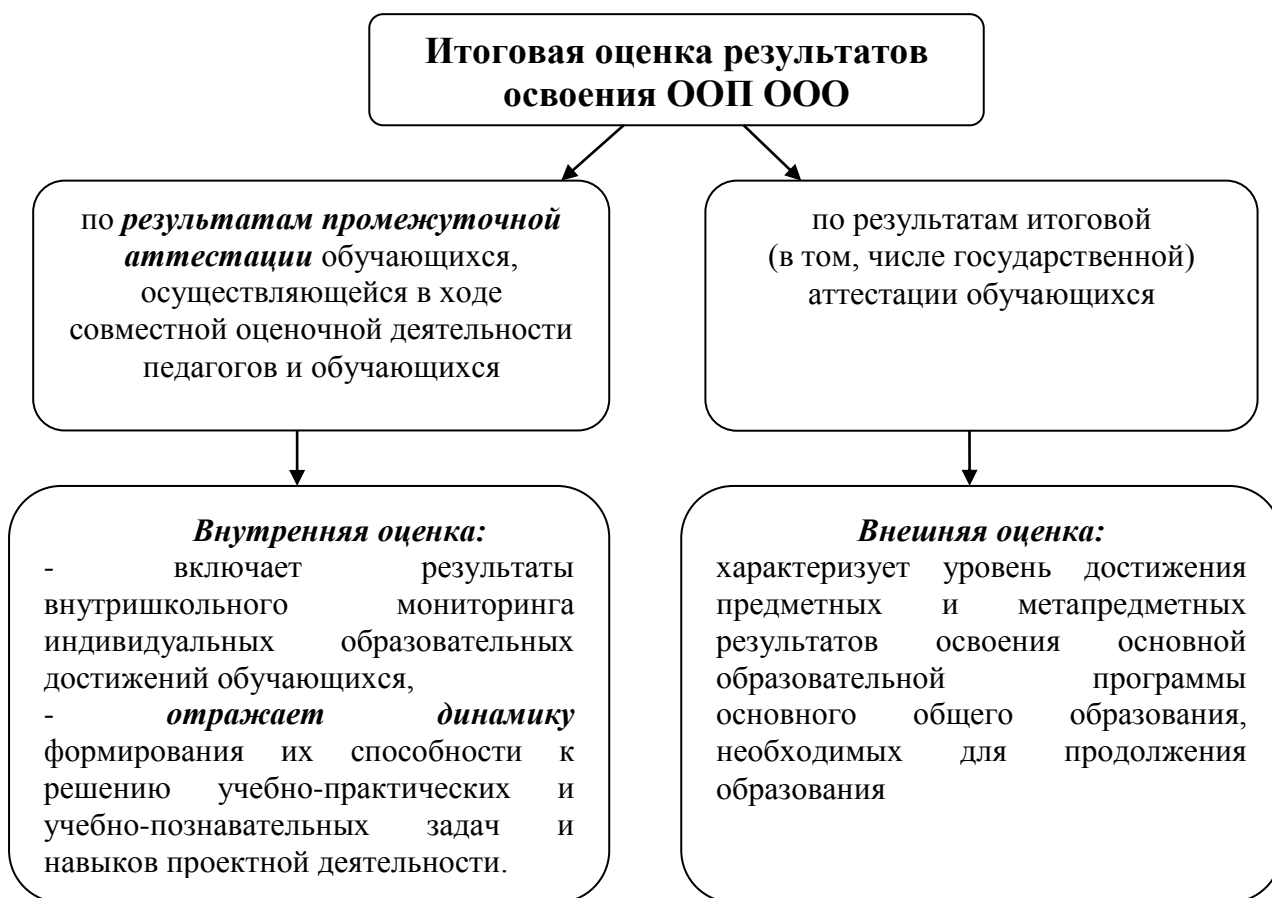 Итоговая оценка результатов
освоения ООП ООО
по результатам промежуточной
аттестации обучающихся,
осуществляющейся в ходе
совместной оценочной деятельности
педагогов и обучающихся
по результатам итоговой
(в том, числе государственной)
аттестации обучающихся
Внутренняя оценка:
- включает результаты
внутришкольного мониторинга
индивидуальных образовательных
достижений обучающихся,
- отражает динамику
формирования их способности к
решению учебно-практических и
учебно-познавательных задач и
навыков проектной деятельности.
Внешняя оценка:
характеризует уровень достижения
предметных и метапредметных
результатов освоения основной
образовательной программы
основного общего образования,
необходимых для продолжения
образования